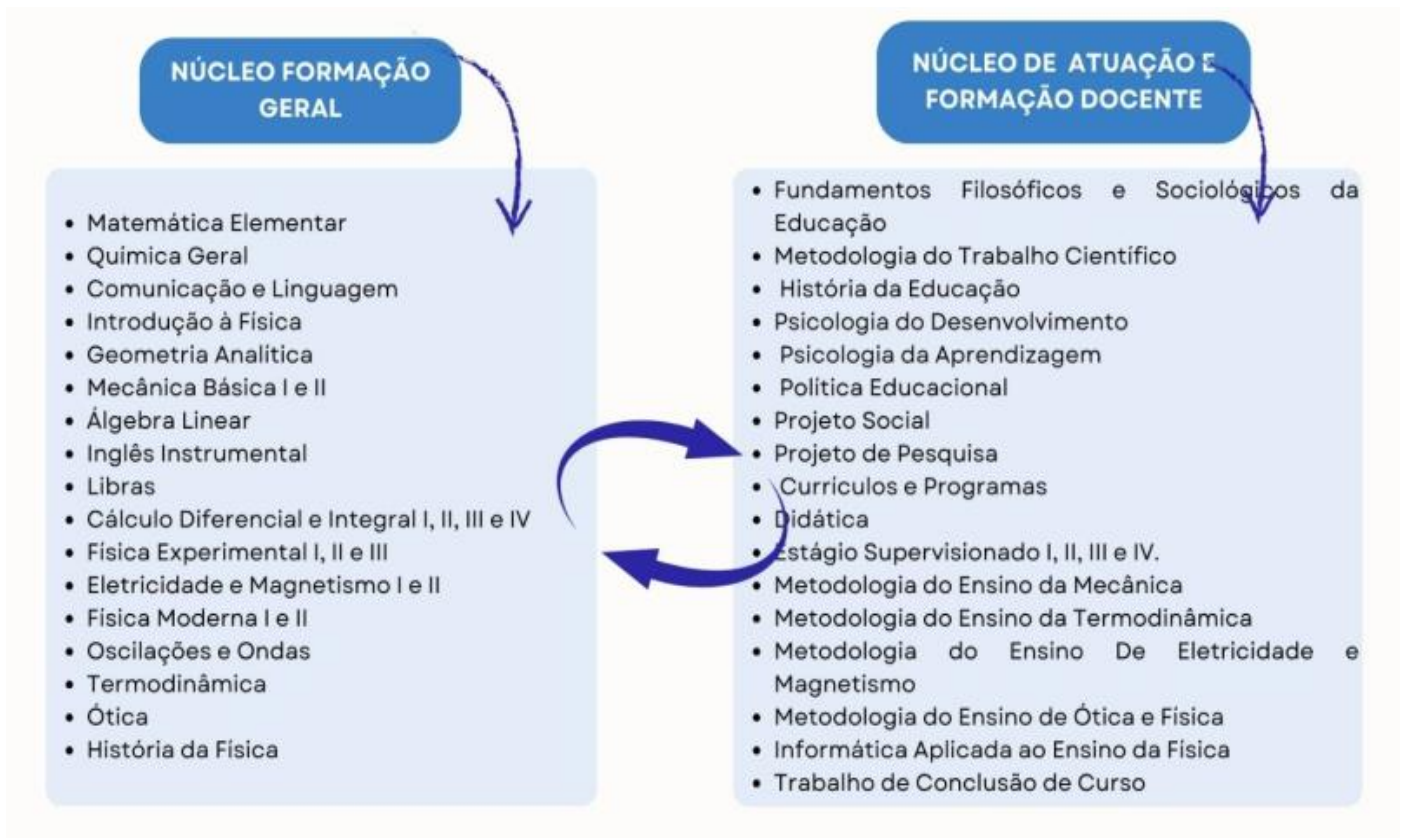 NÚCLEO FORMAÇÃO
GERAL
• Matemática Elementar
• Química Geral
• Comunicação e Linguagem
• Introdução à Física
• Geometria Analítica
• Mecânica Básica I e II
• Álgebra Linear
• Inglês Instrumental
• Libras
• Cálculo Diferencial e Integral I, II, III e IV
• Física Experimental I, II e III
• Eletricidade e Magnetismo I e II
• Física Moderna I e II
• Oscilações e Ondas
• Termodinâmica
• Ótica
• História da Física
NÚCLEO DE ATUAÇÃO E
FORMAÇÃO DOCENTE
• Fundamentos Filosóficos e Sociológicos da
Educação
• Metodologia do Trabalho Científico
• História da Educação
• Psicologia do Desenvolvimento
• Psicologia da Aprendizagem
• Política Educacional
• Projeto Social
• Projeto de Pesquisa
• Currículos e Programas
• Didática
• Estágio Supervisionado I, II, III e IV.
• Metodologia do Ensino da Mecânica
• Metodologia do Ensino da Termodinâmica
• Metodologia do Ensino De Eletricidade e
Magnetismo
• Metodologia do Ensino de Ótica e Física
• Informática Aplicada ao Ensino da Física
• Trabalho de Conclusão de Curso